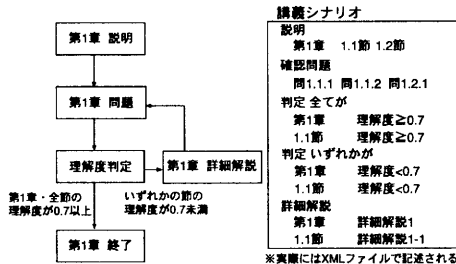 第1章 説明
第1章 問題
理解度判定
第1章 詳細解説
第1章・全節の
理解度が0.7以上
いずれかの節の
理解度が0.7未満
第1章 終了
講義シナリオ
説明
第1章 1.1節 1.2節
確認問題
問1.1.1 問1.1.2 問1.2.1
判定 全てが
第1章 理解度≧0.7
1.1節 理解度≧0.7
判定 いずれかが
第1章 理解度<0.7
1.1節 理解度<0.7
詳細解説
第1章 詳細解説1
1.1節 詳細解説1-1
※実際にはXMLファイルで記述される